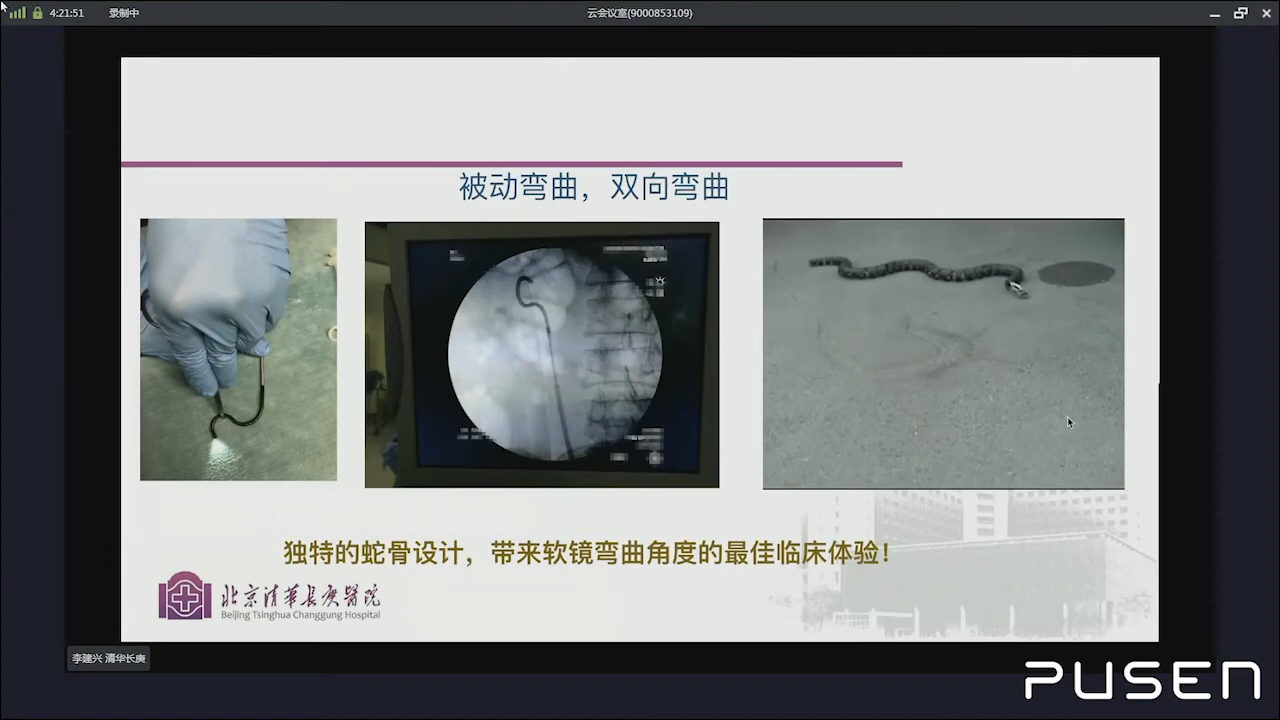 4:21:51 录制中 云会议室(9000853109)
被动弯曲，双向弯曲
独特的蛇骨设计，带来软镜弯曲角度的最佳临床体验！
北京清华长庚医院
Beijing Tsinghua Changgung Hospital
李建兴 清华长庚
PUSEN